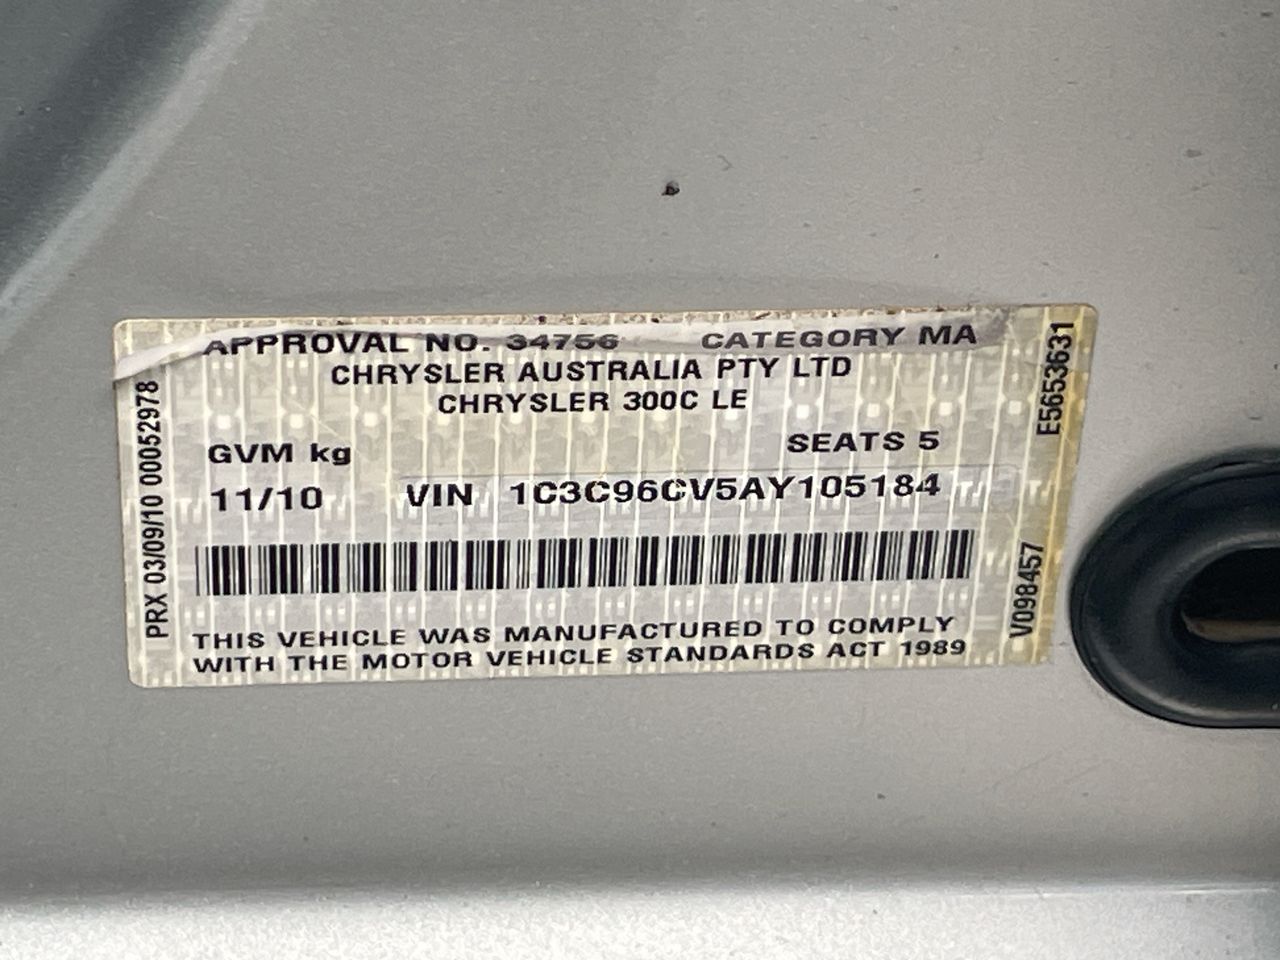 APPROVAL NO. 34756 CATEGORY MA
CHRYSLER AUSTRALIA PTY LTD
CHRYSLER 300C LE
GVM kg SEATS 5
11/10 VIN 1C3C96CV5AY105184
THIS VEHICLE WAS MANUFACTURED TO COMPLY
WITH THE MOTOR VEHICLE STANDARDS ACT 1989
PRX 03/09/10 00052978
E5653631
V098457